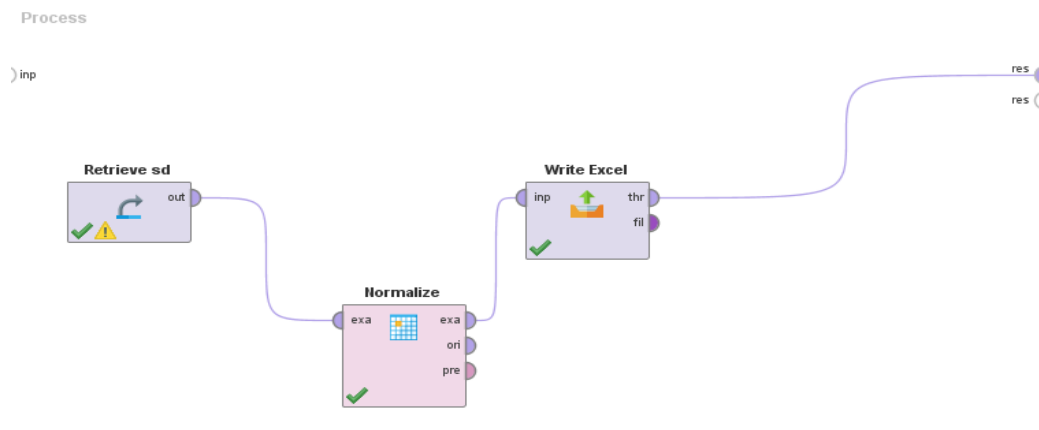 Process
inp
res
res
Retrieve sd
out
Write Excel
inp
thr
fil
Normalize
exa
exa
ori
pre